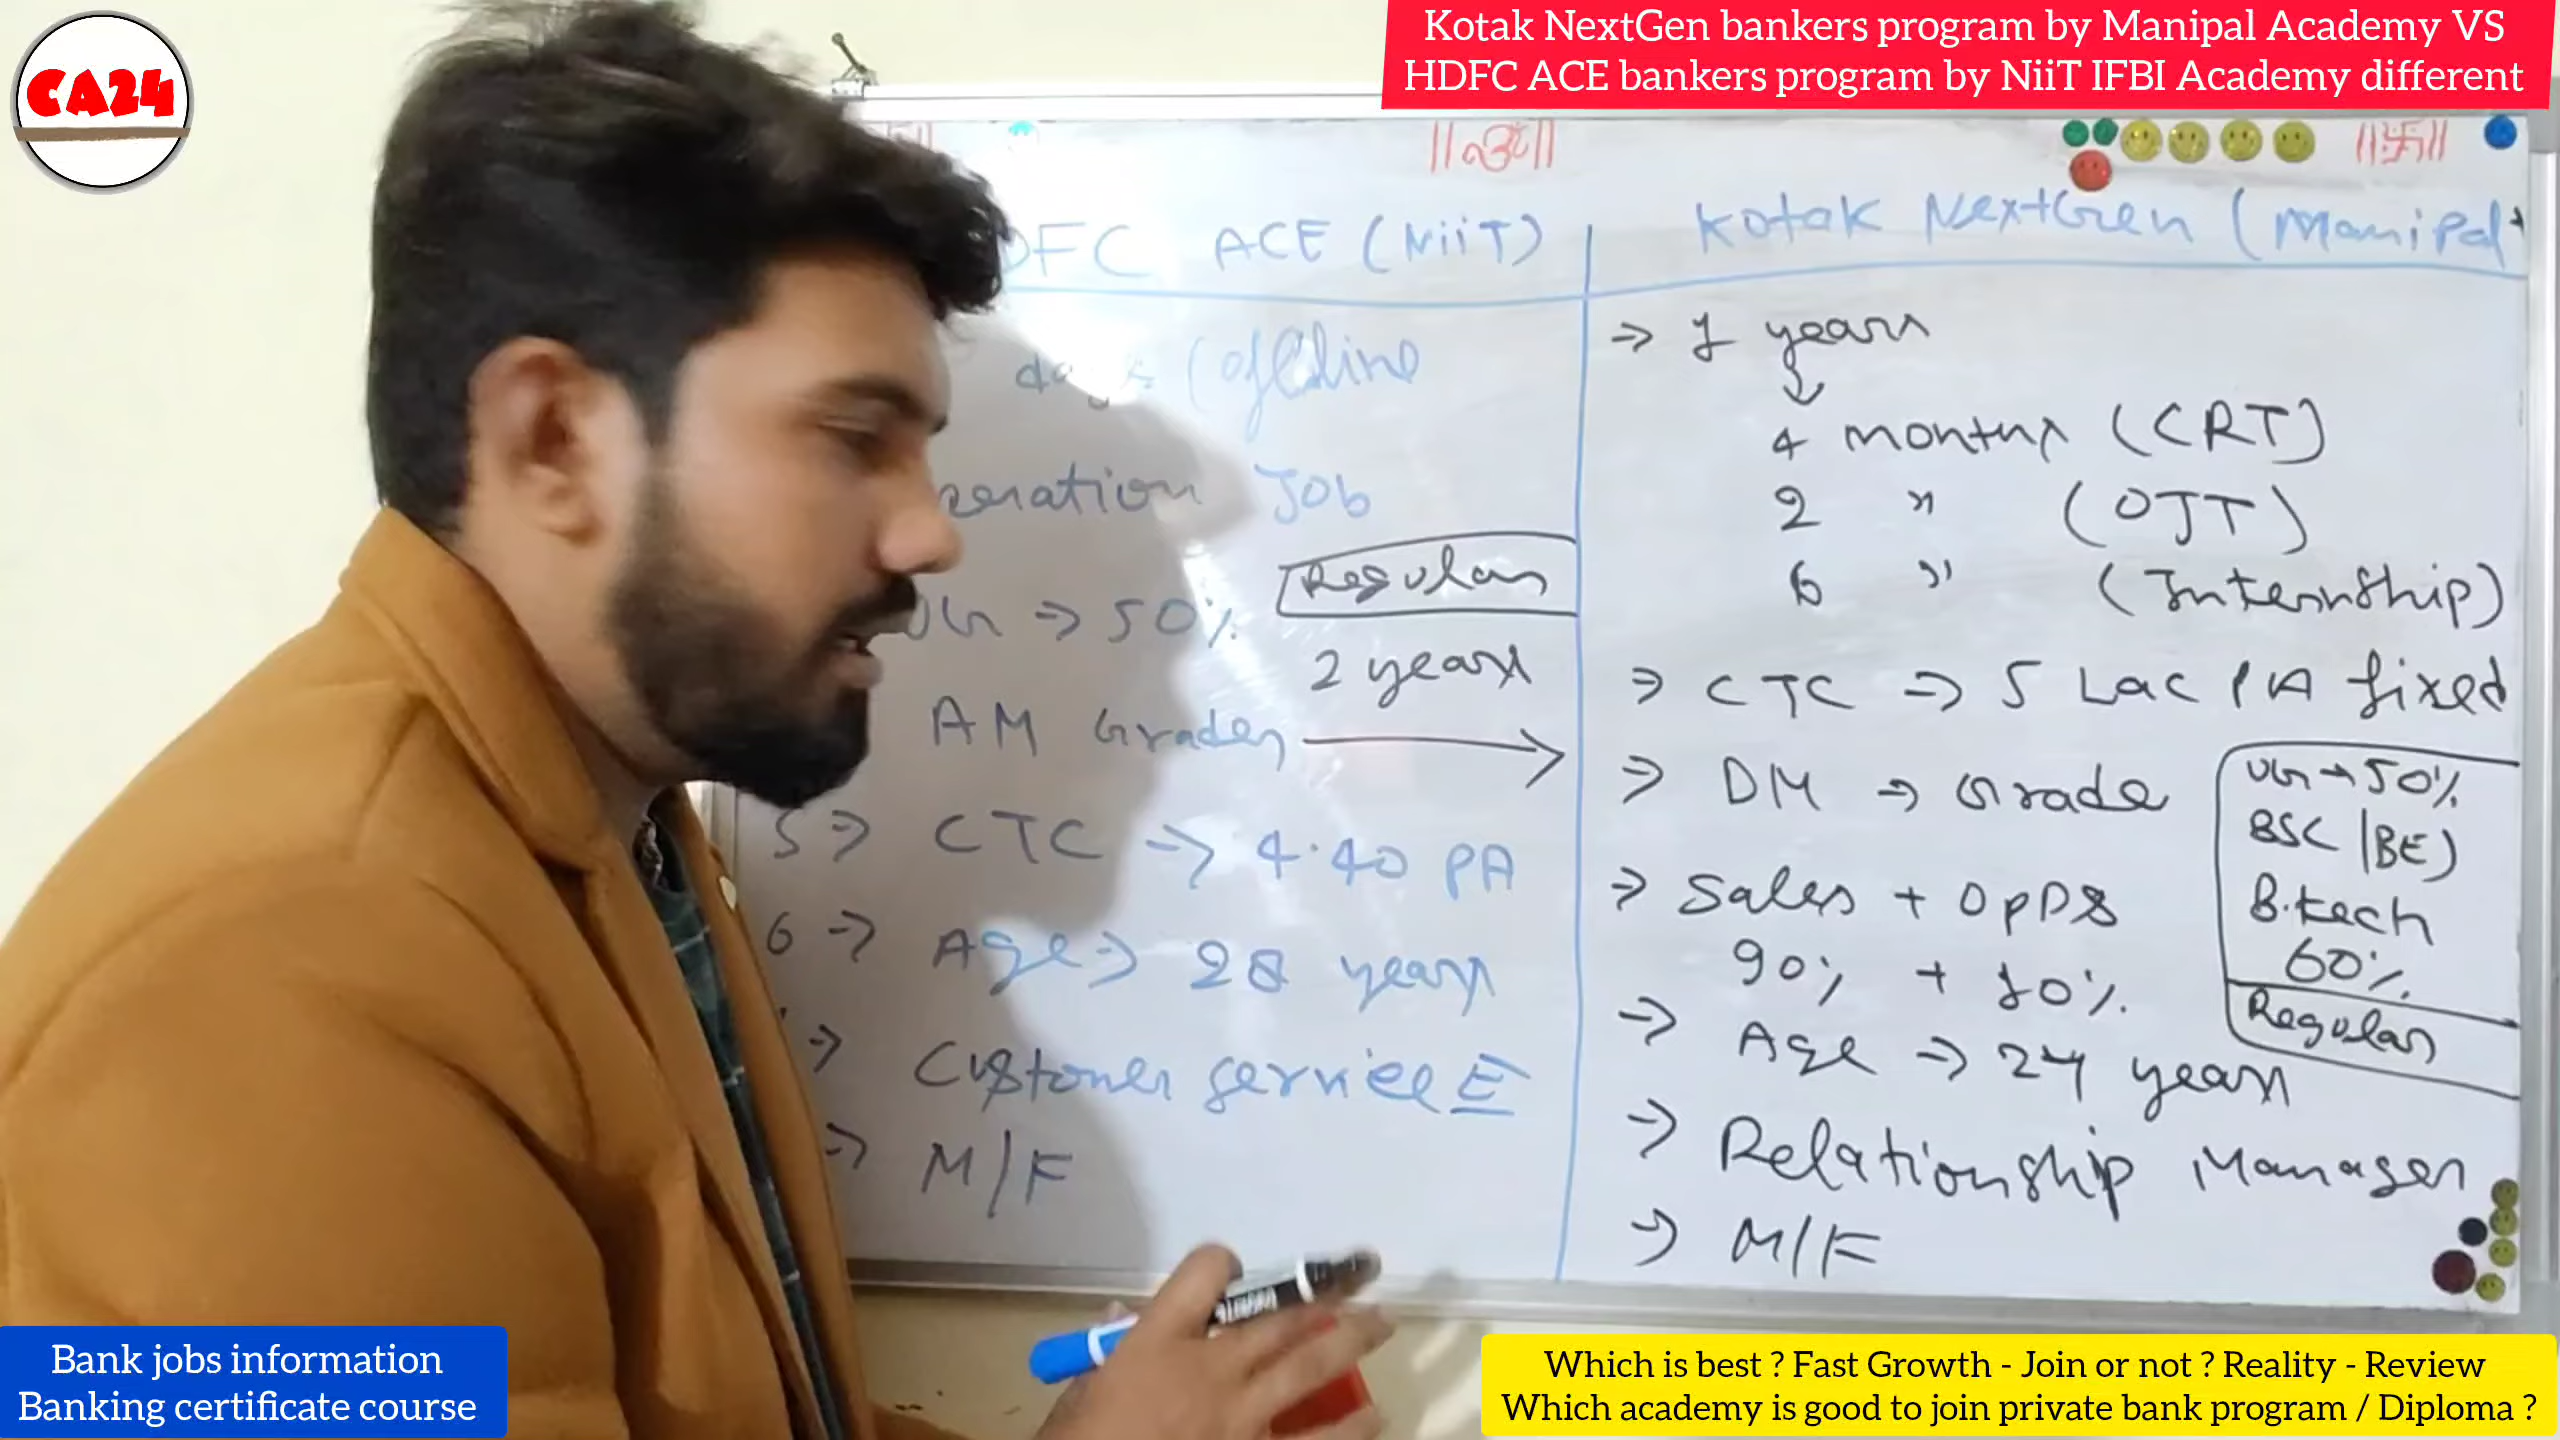 CA24
Kotak NextGen bankers program by Manipal Academy VS
HDFC ACE bankers program by NiiT IFBI Academy different
||ૐ||
||卐||
DFC ACE (NiiT)
days (offline
peration Job
UG → 50%
Regular
2 years
AM Grade
5 → CTC → 4.40 PA
6 → Age → 28 years
→ Customer service E
→ M/F
Kotak NextGen (Manipal
→ 1 years
↓
4 months (CRT)
2 " (OJT)
6 " (Internship)
→ CTC → 5 Lac PA fixed
→ DM → Grade
→ Sales +
90% + 10%
→ Age → 24 years
→ Relationship Manager
→ M/F
UG → 50%
BSC |BE)
B.tech
60%
Regular
Bank jobs information
Banking certificate course
Which is best ? Fast Growth - Join or not ? Reality - Review
Which academy is good to join private bank program / Diploma ?